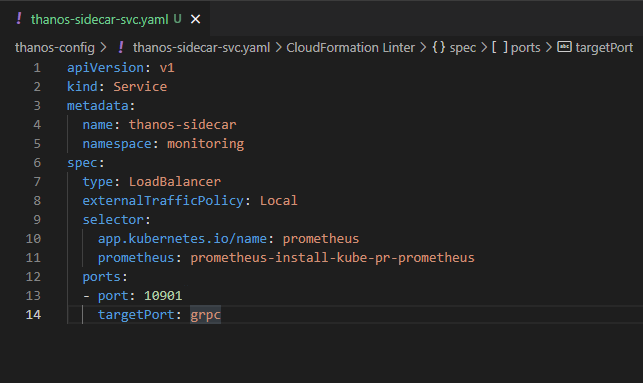 ! thanos-sidecar-svc.yaml U ×
thanos-config > ! thanos-sidecar-svc.yaml > CloudFormation Linter > {} spec > [ ] ports > abc targetPort
1 apiVersion: v1
2 kind: Service
3 metadata:
4   name: thanos-sidecar
5   namespace: monitoring
6 spec:
7   type: LoadBalancer
8   externalTrafficPolicy: Local
9   selector:
10     app.kubernetes.io/name: prometheus
11     prometheus: prometheus-install-kube-pr-prometheus
12   ports:
13   - port: 10901
14     targetPort: grpc